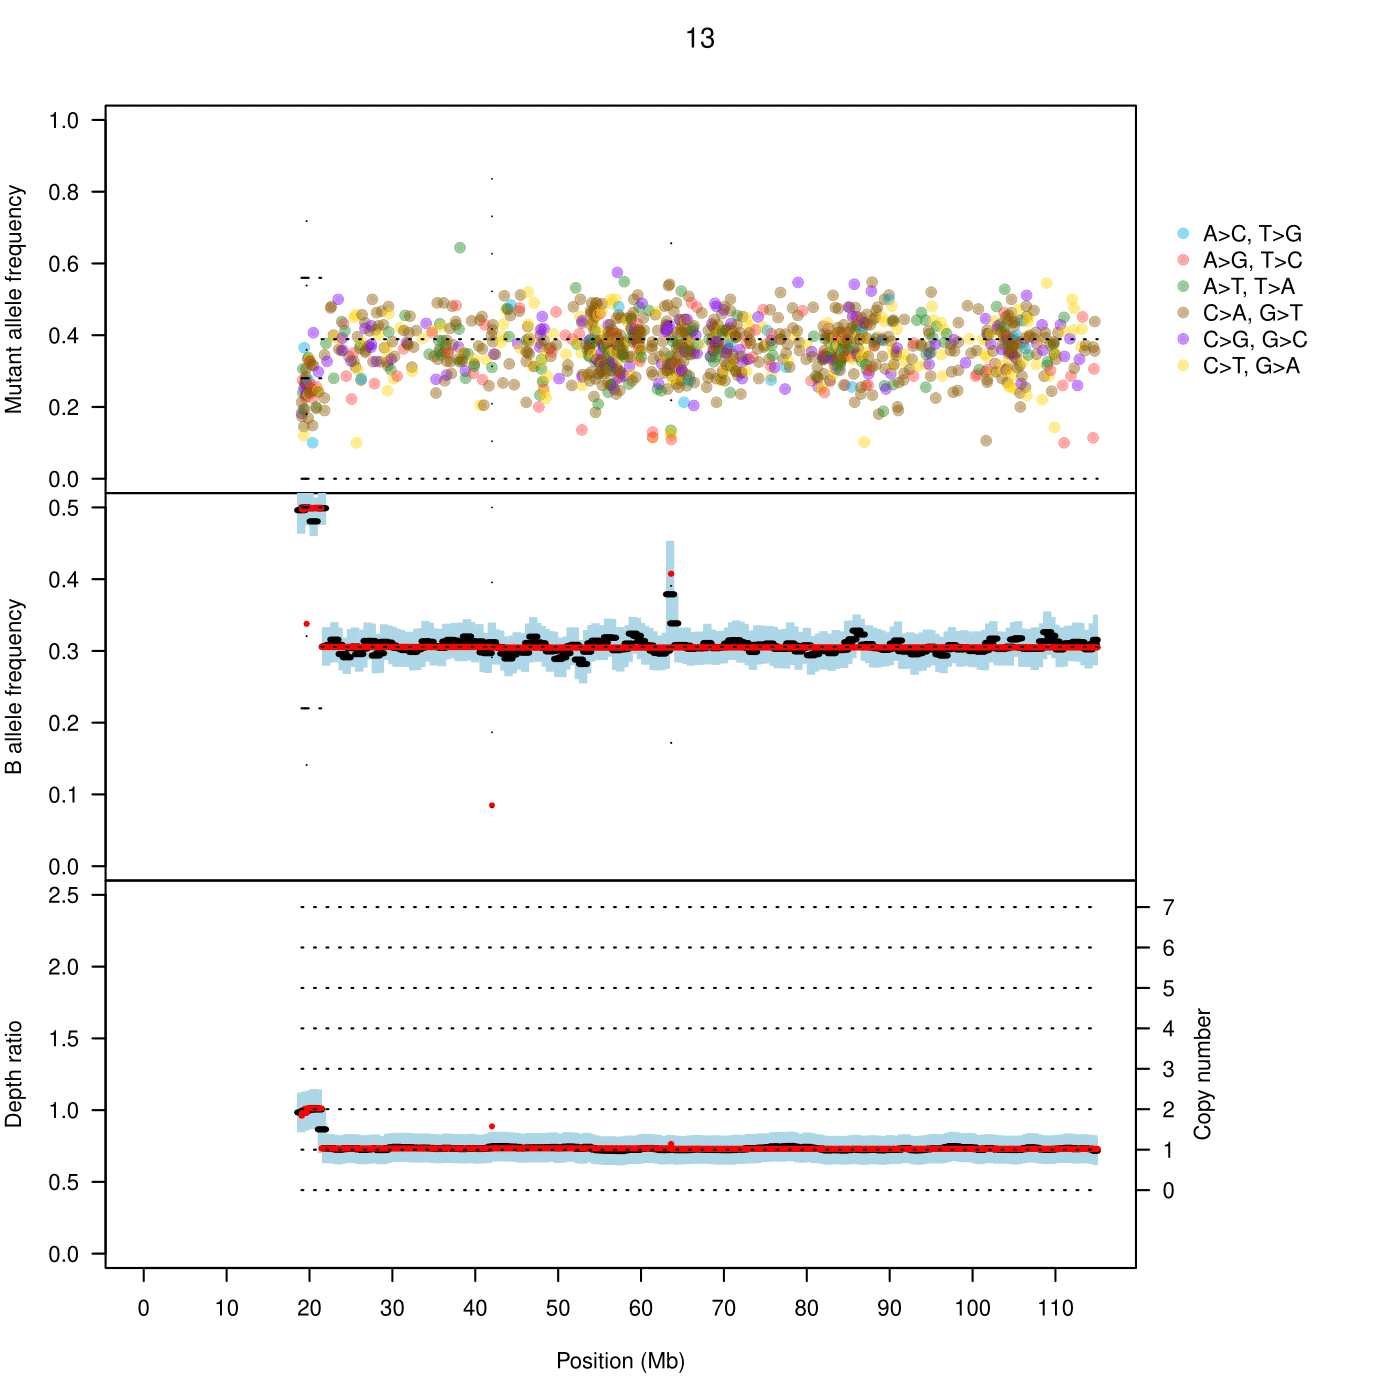 13
Mutant allele frequency
1.0
0.8
0.6
0.4
0.2
0.0
A>C, T>G
A>G, T>C
A>T, T>A
C>A, G>T
C>G, G>C
C>T, G>A
B allele frequency
0.5
0.4
0.3
0.2
0.1
0.0
Depth ratio
2.5
2.0
1.5
1.0
0.5
0.0
7
6
5
4
3
2
1
0
Copy number
0 10 20 30 40 50 60 70 80 90 100 110
Position (Mb)